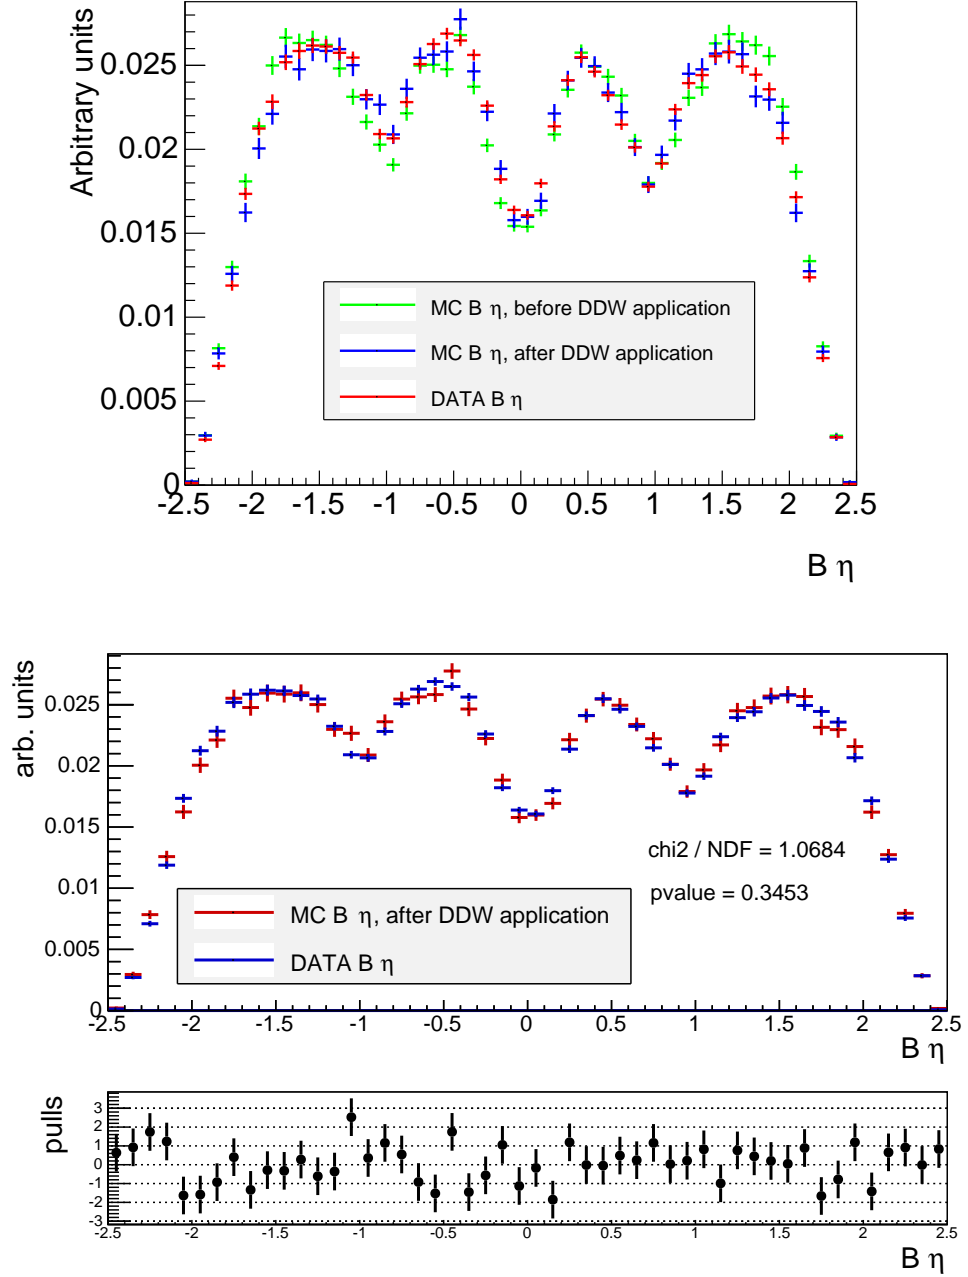 Arbitrary units
0.025
0.02
0.015
0.01
0.005
0
MC B η, before DDW application
MC B η, after DDW application
DATA B η
-2.5 -2 -1.5 -1 -0.5 0 0.5 1 1.5 2 2.5
B η
arb. units
0.025
0.02
0.015
0.01
0.005
0
chi2 / NDF = 1.0684
pvalue = 0.3453
MC B η, after DDW application
DATA B η
-2.5 -2 -1.5 -1 -0.5 0 0.5 1 1.5 2 2.5
B η
pulls
3
2
1
0
-1
-2
-3
-2.5 -2 -1.5 -1 -0.5 0 0.5 1 1.5 2 2.5
B η